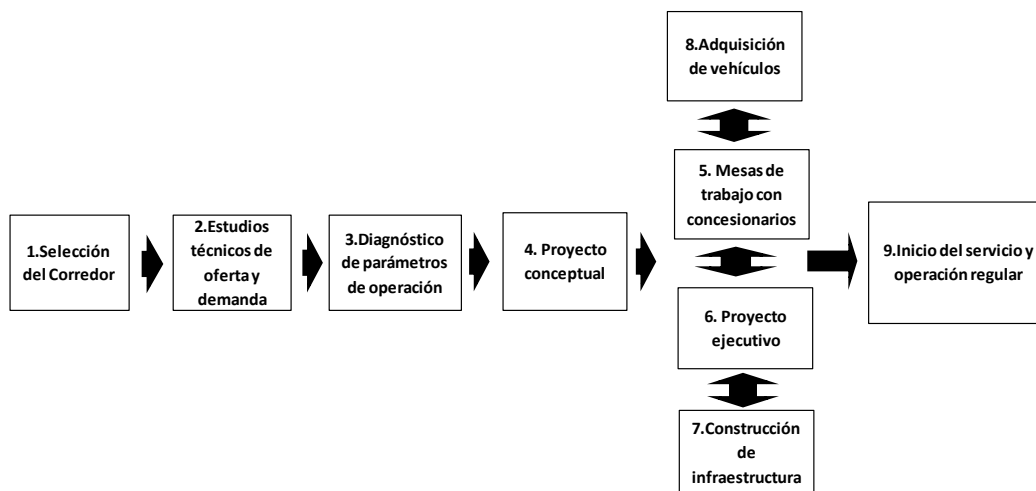 1.Selección
del Corredor
2.Estudios
técnicos de
oferta y
demanda
3.Diagnóstico
de parámetros
de operación
4. Proyecto
conceptual
8.Adquisición
de vehículos
5. Mesas de
trabajo con
concesionarios
6. Proyecto
ejecutivo
7.Construcción
de
infraestructura
9.Inicio del servicio y
operación regular